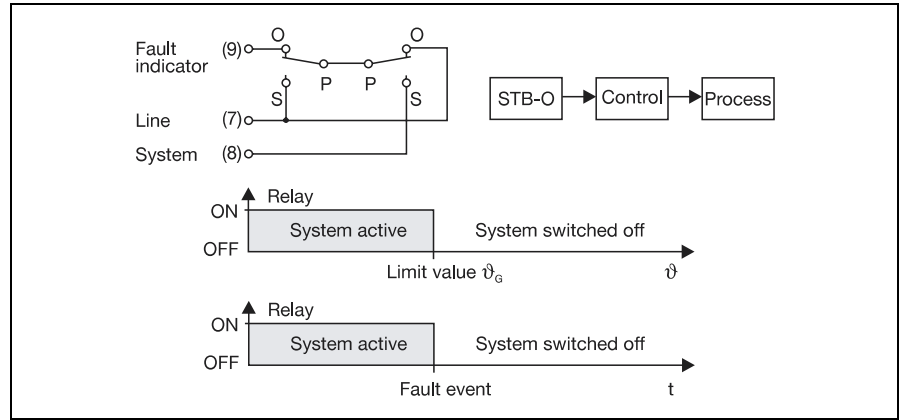 O O
Fault indicator (9)
P P
S S
STB-O Control Process
Line (7)
System (8)
Relay
ON
System active System switched off
OFF
Limit value ϑG ϑ
Relay
ON
System active System switched off
OFF
Fault event t